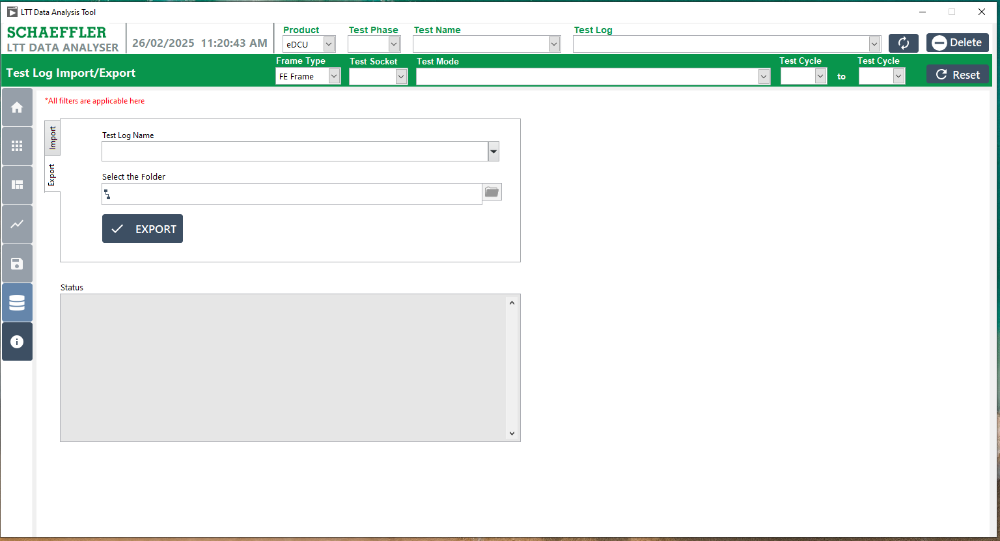 LTT Data Analysis Tool
SCHAEFFLER
LTT DATA ANALYSER
26/02/2025 11:20:43 AM
Product
Test Phase
Test Name
Test Log
eDCU
Delete
Test Log Import/Export
Frame Type
Test Socket
Test Mode
Test Cycle
Test Cycle
FE Frame
to
Reset
*All filters are applicable here
Import
Export
Test Log Name
Select the Folder
EXPORT
Status